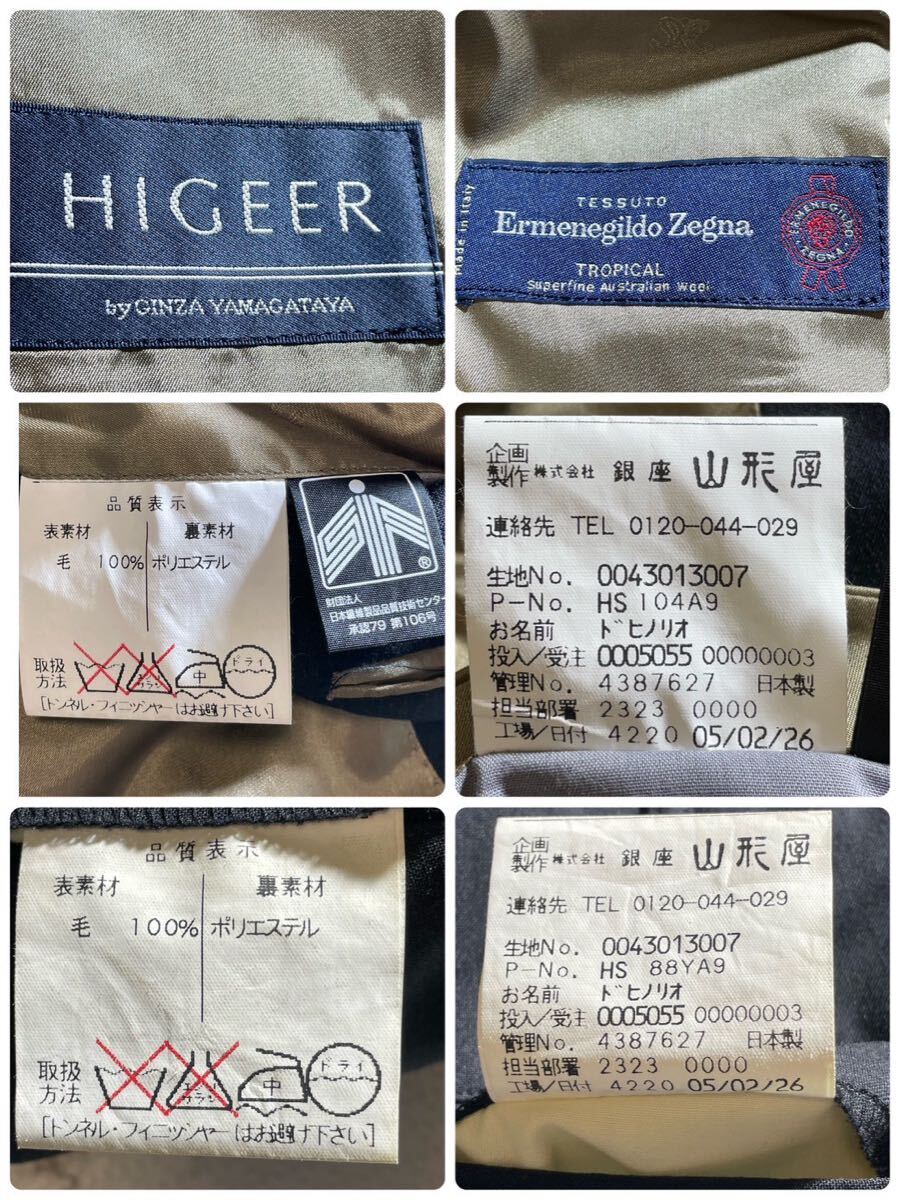 HIGEER
by GINZA YAMAGATAYA
Made in Italy
TESSUTO
Ermenegildo Zegna
TROPICAL
Superfine Australian Wool
ERMENEGILDO
ZEGNA
品質表示
表素材 裏素材
毛 100% ポリエステル
取扱方法
エンソサラシ
中
ドライ
[トンネル・フィニッシャーはお避け下さい]
SIF
®
財団法人
日本繊維製品品質技術センター
承認79 第106号
企画
製作 株式会社 銀座 山形屋
連絡先 TEL 0120-044-029
生地No. 0043013007
P-No. HS 104A9
お名前 ドヒノリオ
投入/受注 0005055 00000003
管理No. 4387627 日本製
担当部署 2323 0000
工場/日付 4220 05/02/26
品質表示
表素材 裏素材
毛 100% ポリエステル
取扱方法
エンソサラシ
中
ドライ
[トンネル・フィニッシャーはお避け下さい]
企画
製作 株式会社 銀座 山形屋
連絡先 TEL 0120-044-029
生地No. 0043013007
P-No. HS 88YA9
お名前 ドヒノリオ
投入/受注 0005055 00000003
管理No. 4387627 日本製
担当部署 2323 0000
工場/日付 4220 05/02/26